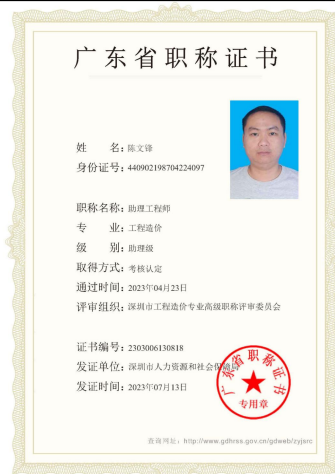 广东省职称证书
姓 名：陈文锋
身份证号：440902198704224097
职称名称：助理工程师
专 业：工程造价
级 别：助理级
取得方式：考核认定
通过时间：2023年04月23日
评审组织：深圳市工程造价专业高级职称评审委员会
证书编号：2303006130818
发证单位：深圳市人力资源和社会保障局
发证时间：2023年07月13日
广东省职称证书
专用章
查询网址：http://www.gdhrss.gov.cn/gdweb/zyjsrc